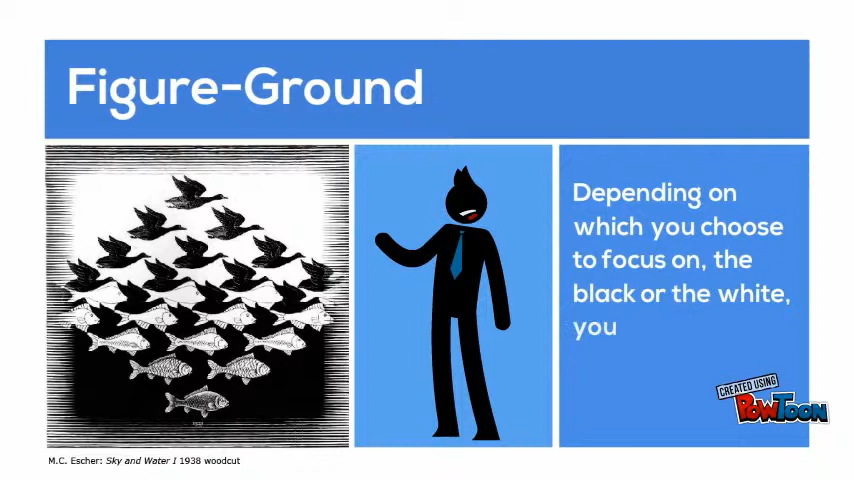 Figure-Ground
Depending on
which you choose
to focus on, the
black or the white,
you
CREATED USING
POWTOON
M.C. Escher: Sky and Water I 1938 woodcut